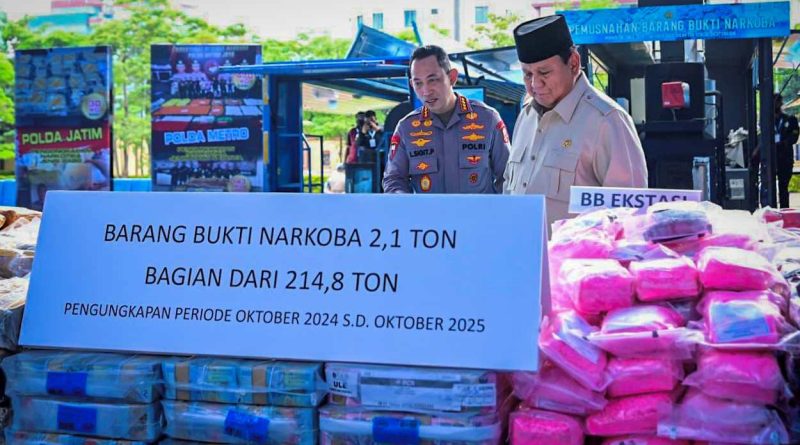 PEMUSNAHAN BARANG BUKTI NARKOBA
POLDA JATIM
POLDA METRO
L.SIGIT.P
POLRI
BB EKSTASI
BARANG BUKTI NARKOBA 2,1 TON
BAGIAN DARI 214,8 TON
PENGUNGKAPAN PERIODE OKTOBER 2024 S.D. OKTOBER 2025